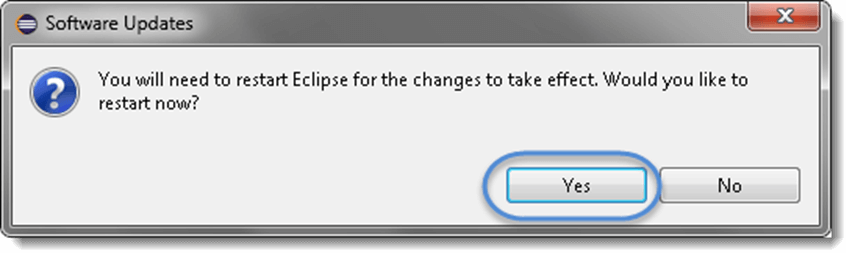 Software Updates
You will need to restart Eclipse for the changes to take effect. Would you like to
restart now?
Yes
No